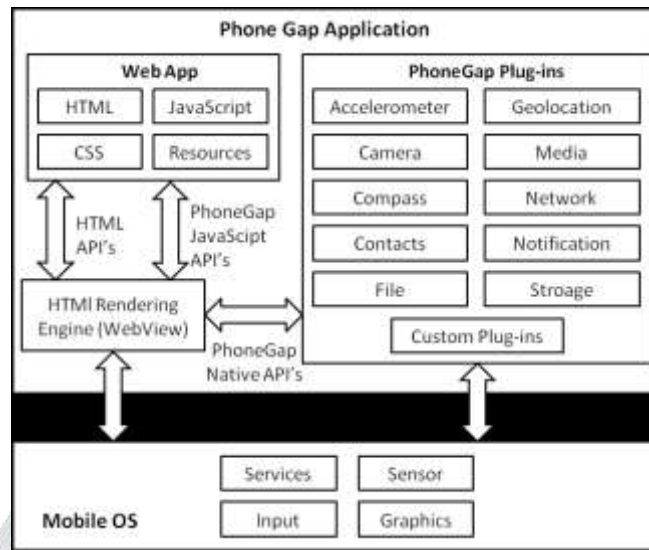 Phone Gap Application
Web App
HTML
JavaScript
CSS
Resources
PhoneGap Plug-ins
Accelerometer
Geolocation
Camera
Media
Compass
Network
Contacts
Notification
File
Stroage
Custom Plug-ins
HTML
API's
PhoneGap
JavaScipt
API's
HTMl Rendering
Engine (WebView)
PhoneGap
Native API's
Services
Sensor
Input
Graphics
Mobile OS